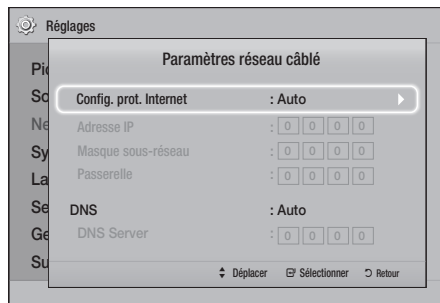 Réglages
Paramètres réseau câblé
Pic
So
Config. prot. Internet : Auto
Ne
Adresse IP : 0 0 0 0
Sy
Masque sous-réseau : 0 0 0 0
La
Passerelle : 0 0 0 0
Se
DNS : Auto
Ge
DNS Server : 0 0 0 0
Su
Déplacer Sélectionner Retour